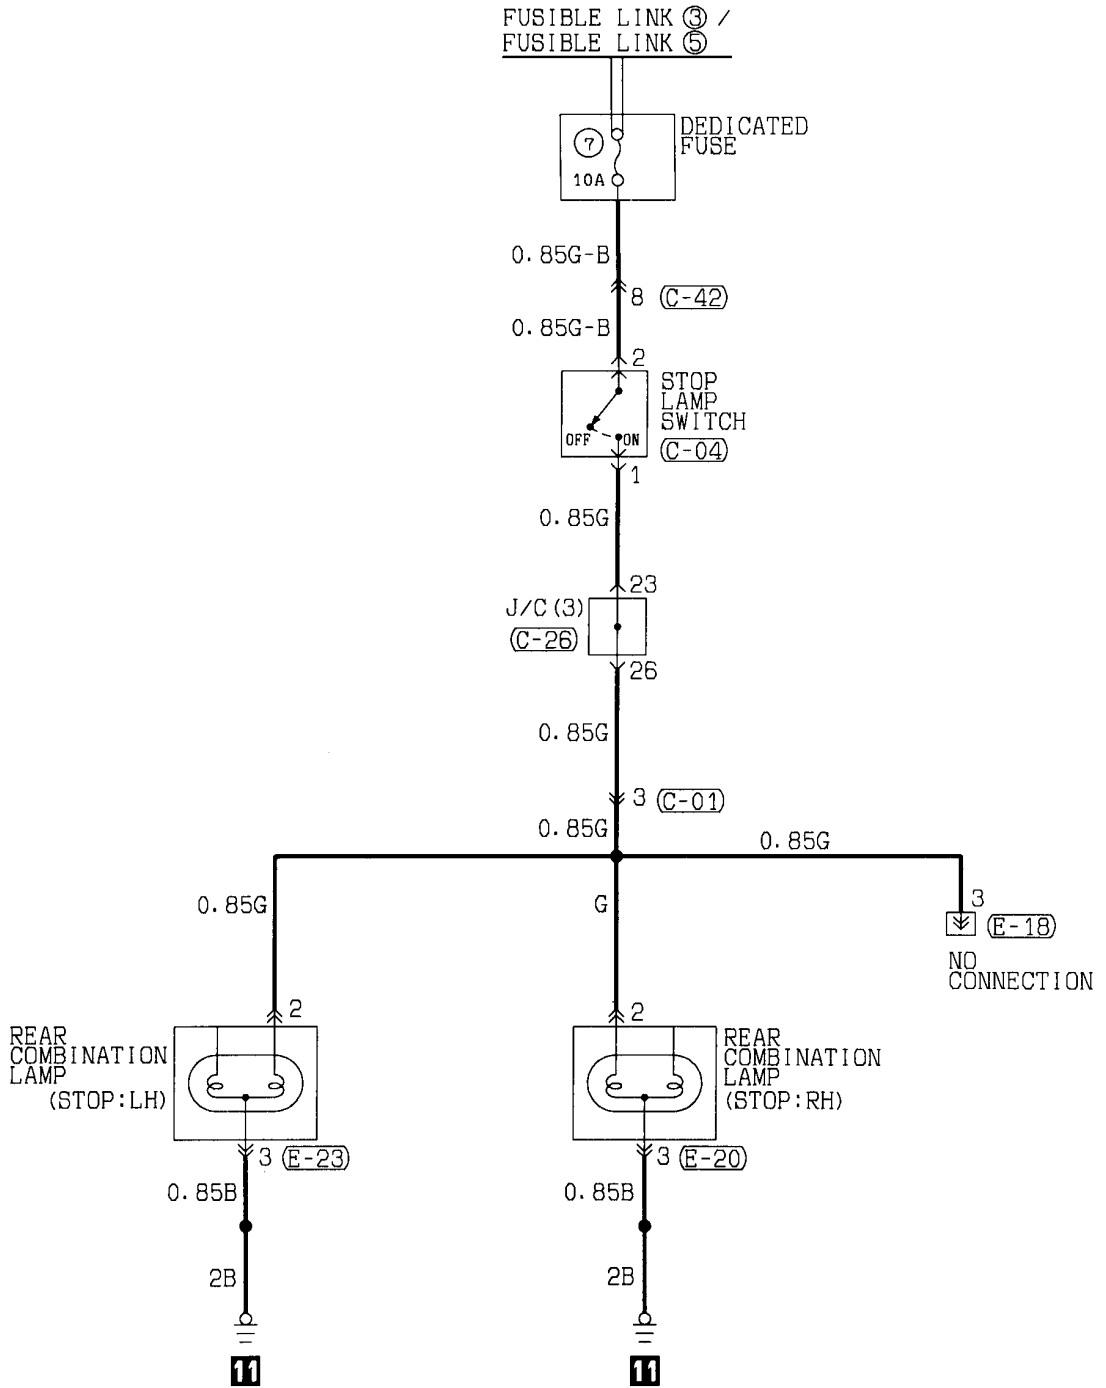 FUSIBLE LINK ③ /
FUSIBLE LINK ⑤
DEDICATED
FUSE
7
10A
0.85G-B
8 C-42
0.85G-B
2
STOP
LAMP
SWITCH
OFF ON
C-04
1
0.85G
23
J/C(3)
C-26
26
0.85G
3 C-01
0.85G
0.85G
0.85G
G
3
E-18
NO
CONNECTION
2
2
REAR
COMBINATION
LAMP
(STOP:LH)
REAR
COMBINATION
LAMP
(STOP:RH)
3 E-23
3 E-20
0.85B
0.85B
2B
2B
11
11